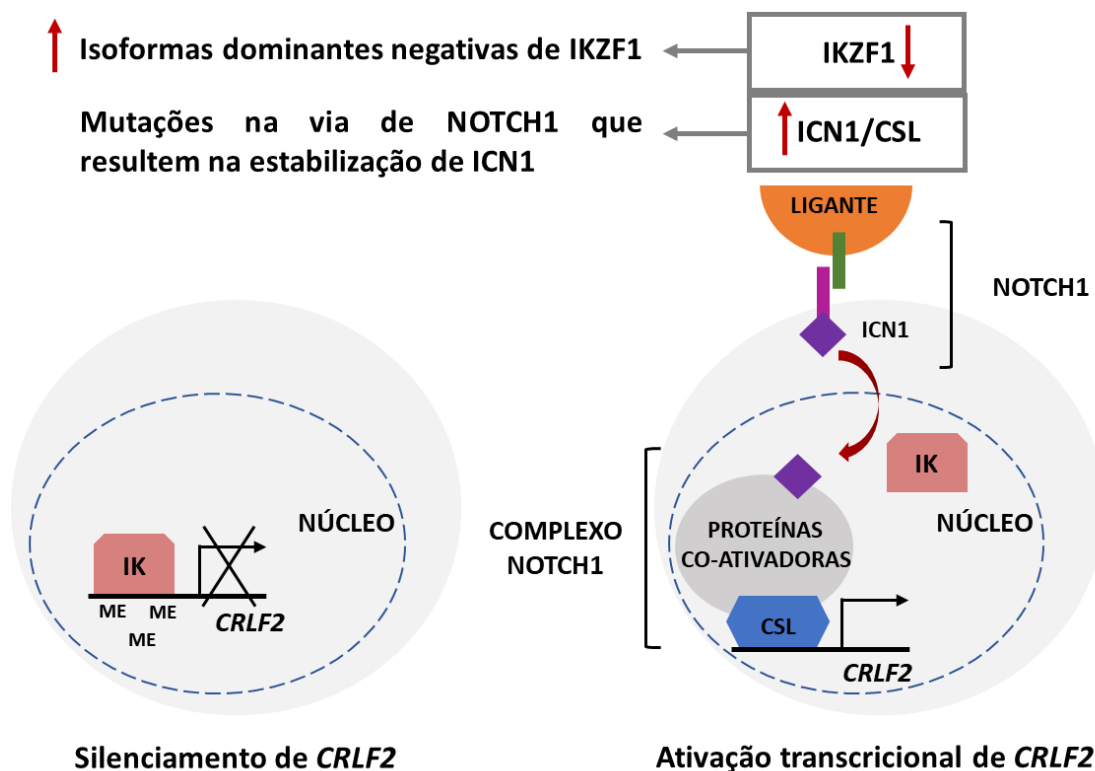 Isoformas dominantes negativas de IKZF1
IKZF1
Mutações na via de NOTCH1 que
resultem na estabilização de ICN1
ICN1/CSL
LIGANTE
NOTCH1
ICN1
IK
NÚCLEO
COMPLEXO
NOTCH1
PROTEÍNAS
CO-ATIVADORAS
CSL
CRLF2
NÚCLEO
IK
ME ME
ME
CRLF2
Silenciamento de CRLF2
Ativação transcricional de CRLF2